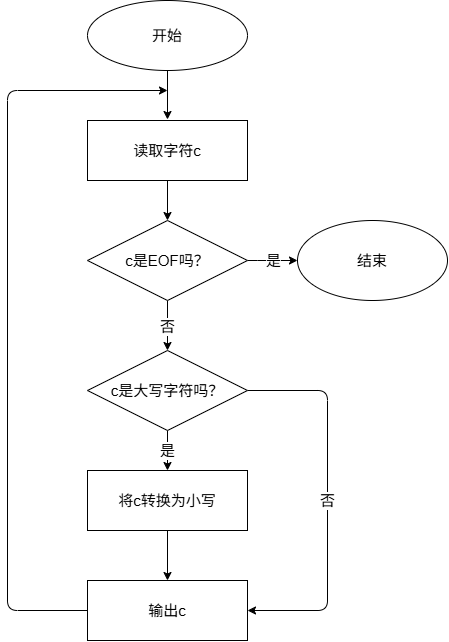 开始
读取字符c
c是EOF吗？
是
结束
否
c是大写字符吗？
是
将c转换为小写
否
输出c